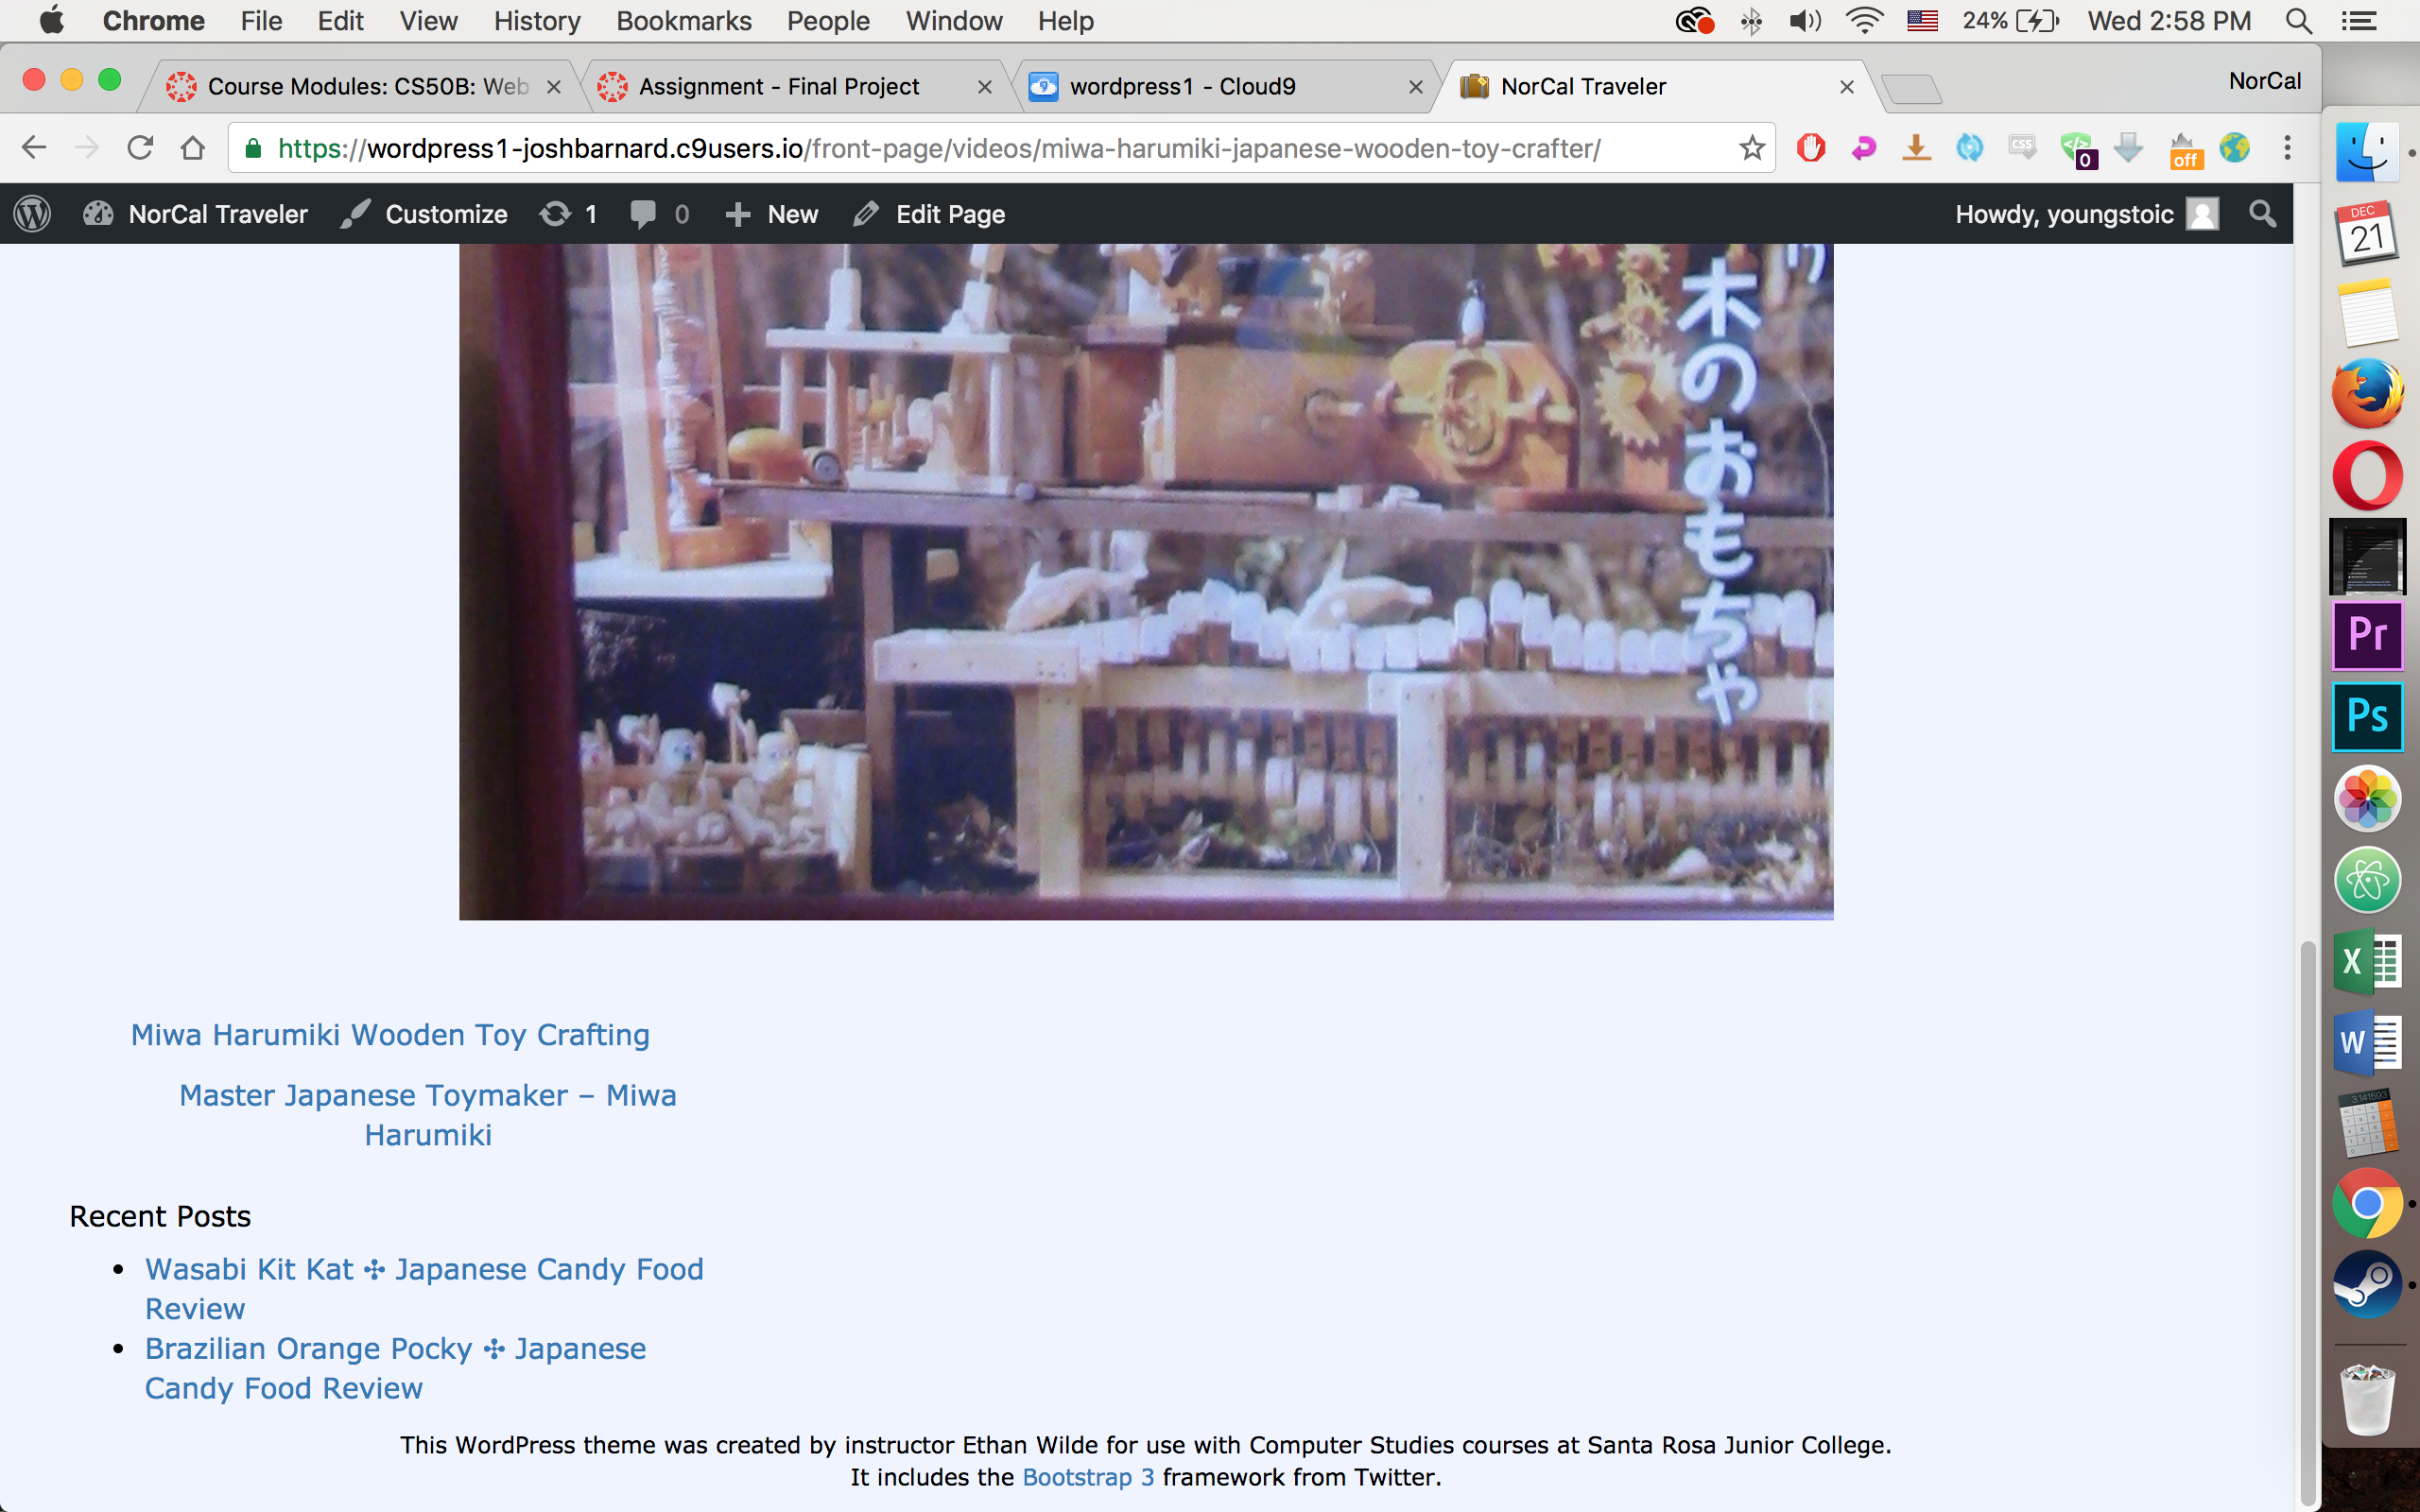 Chrome File Edit View History Bookmarks People Window Help 24% Wed 2:58 PM
Course Modules: CS50B: Web Assignment - Final Project wordpress1 - Cloud9 NorCal Traveler NorCal
https://wordpress1-joshbarnard.c9users.io/front-page/videos/miwa-harumiki-japanese-wooden-toy-crafter/
CSS 0 off
NorCal Traveler Customize 1 0 New Edit Page Howdy, youngstoic
り
木のおもちゃ
Miwa Harumiki Wooden Toy Crafting
Master Japanese Toymaker – Miwa
Harumiki
Recent Posts
• Wasabi Kit Kat ✣ Japanese Candy Food
Review
• Brazilian Orange Pocky ✣ Japanese
Candy Food Review
This WordPress theme was created by instructor Ethan Wilde for use with Computer Studies courses at Santa Rosa Junior College.
It includes the Bootstrap 3 framework from Twitter.
DEC
21
Pr
Ps
X
W
3.141593